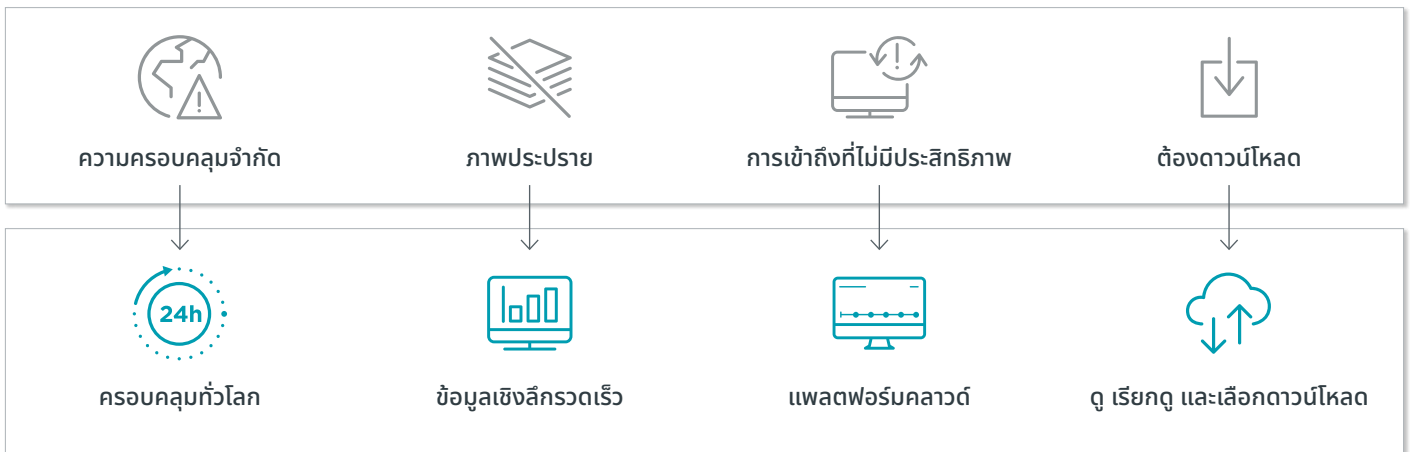 ความครอบคลุมจำกัด
ภาพประปราย
การเข้าถึงที่ไม่มีประสิทธิภาพ
ต้องดาวน์โหลด
24h
ครอบคลุมทั่วโลก
ข้อมูลเชิงลึกรวดเร็ว
แพลตฟอร์มคลาวด์
ดู เรียกดู และเลือกดาวน์โหลด